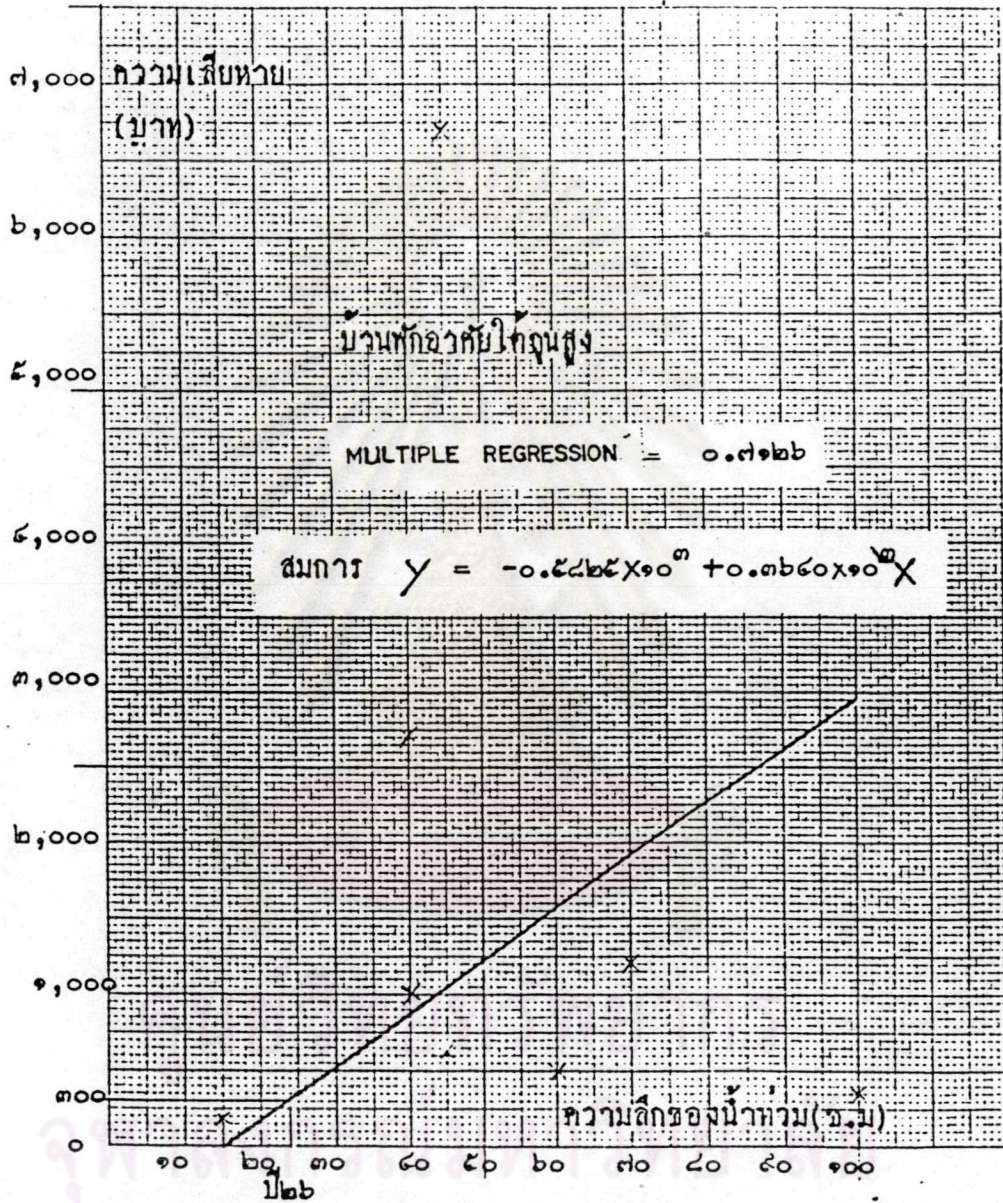 ๗,๐๐๐ ความเสียหาย
(บาท)
๖,๐๐๐
บ้านพักอาศัยใต้ถุนสูง
๕,๐๐๐
MULTIPLE REGRESSION = ๐.๗๑๒๖
๔,๐๐๐
สมการ y = -๐.๕๘๒๕X๑๐^๓ +๐.๓๖๔๐X๑๐^๒X
๓,๐๐๐
๒,๐๐๐
๑,๐๐๐
๓๐๐
ความลึกของน้ำท่วม(ซ.ม)
๐
๑๐ ๒๐ ๓๐ ๔๐ ๕๐ ๖๐ ๗๐ ๘๐ ๙๐ ๑๐๐
ปี๒๖